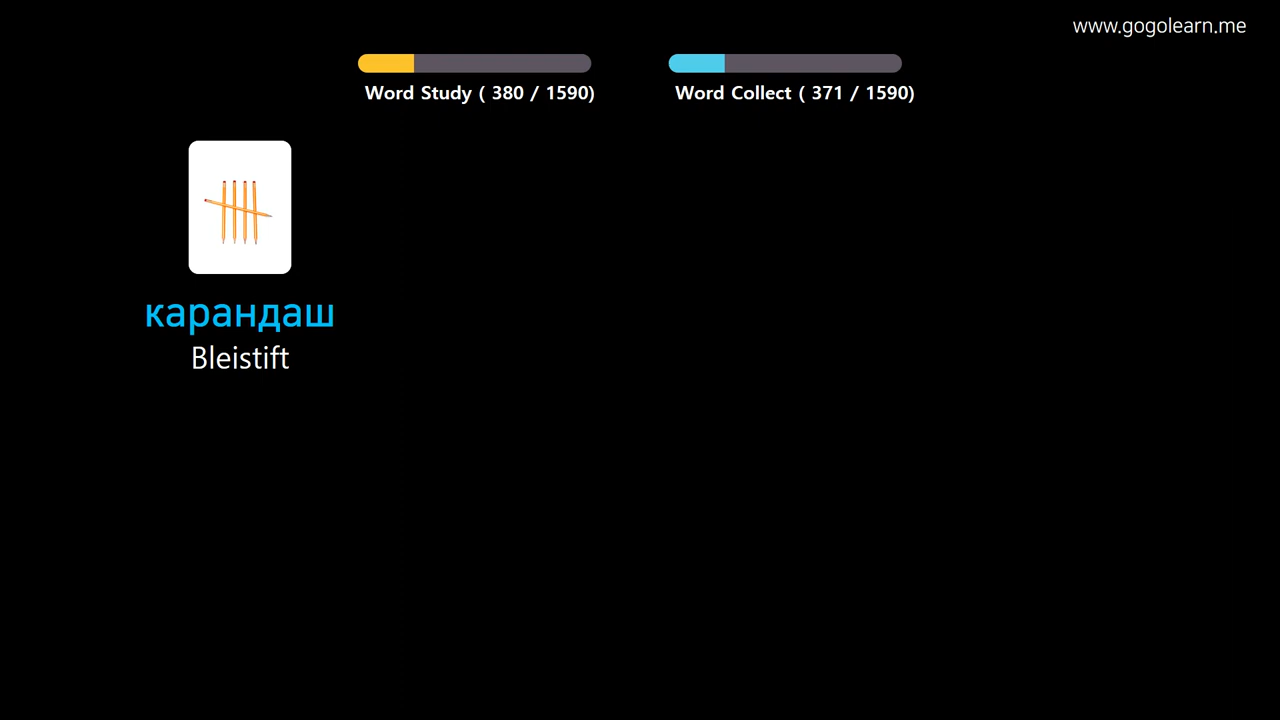 www.gogolearn.me
Word Study ( 380 / 1590)
Word Collect ( 371 / 1590)
карандаш
Bleistift